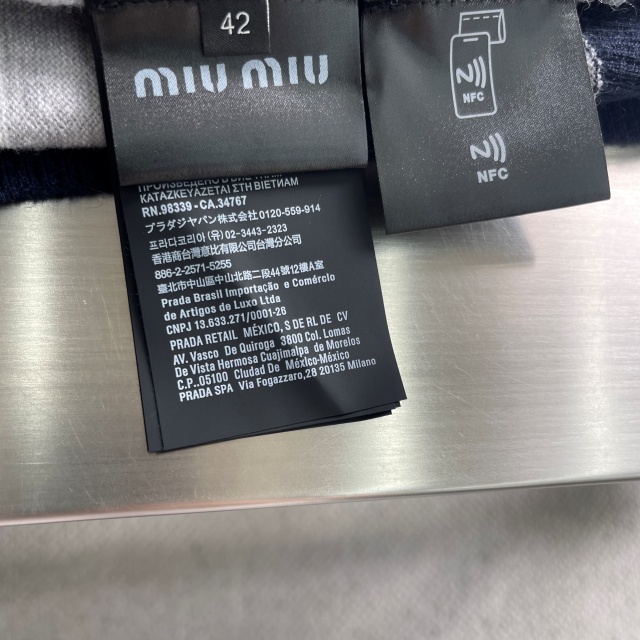 42
miu miu
NFC
NFC
ΚΑΤΑΣΚΕΥΑΖΕΤΑΙ ΣΤΗ ΒΙΕΤΝΑΜ
RN.98339 - CA.34767
プラダジャパン株式会社 0120-559-914
프라다코리아 (유) 02-3443-2323
香港商台灣意比有限公司台灣分公司
886-2-2571-5255
臺北市中山區中山北路二段44號12樓A室
Prada Brasil Importação e Comércio
de Artigos de Luxo Ltda
CNPJ 13.633.271/0001-26
PRADA RETAIL MÉXICO, S DE RL DE CV
AV. Vasco De Quiroga 3800 Col. Lomas
De Vista Hermosa Cuajimalpa de Morelos
C.P. 05100 Ciudad De México-México
PRADA SPA Via Fogazzaro,28 20135 Milano